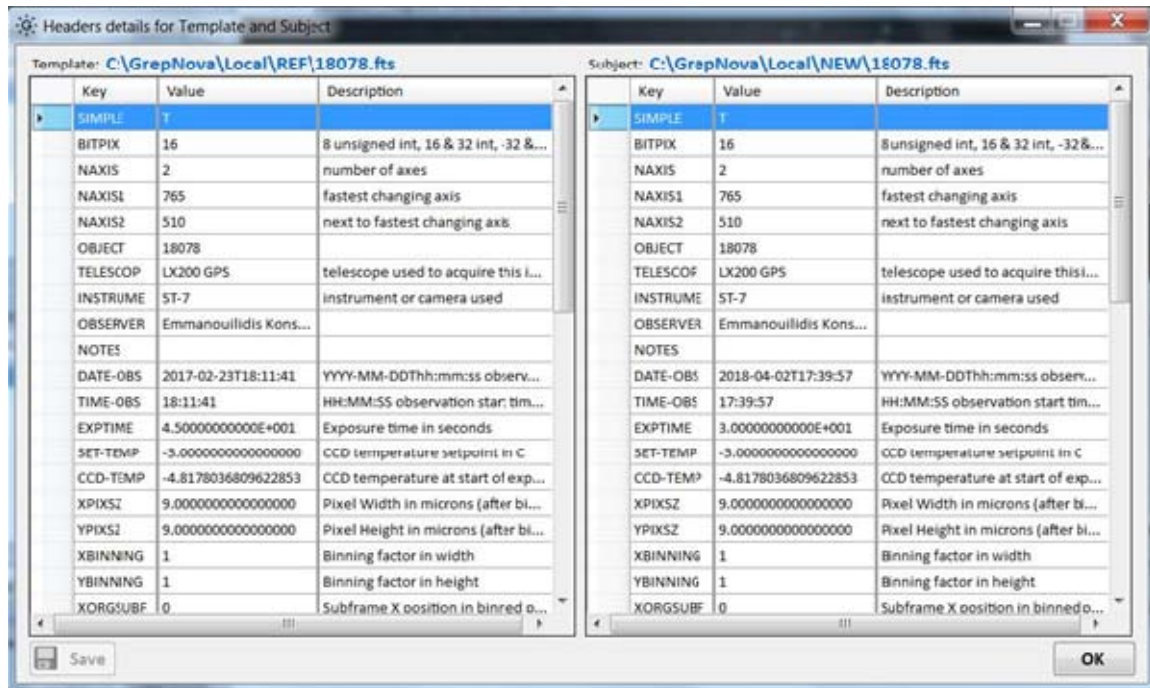 Headers details for Template and Subject
Template: C:\GrepNova\Local\REF\18078.fts
Key Value Description
SIMPLE T
BITPIX 16 8 unsigned int, 16 & 32 int, -32 &...
NAXIS 2 number of axes
NAXIS1 765 fastest changing axis
NAXIS2 510 next to fastest changing axis
OBJECT 18078
TELESCOP LX200 GPS telescope used to acquire this i...
INSTRUME ST-7 instrument or camera used
OBSERVER Emmanouilidis Kons...
NOTES
DATE-OBS 2017-02-23T18:11:41 YYYY-MM-DDThh:mm:ss observ...
TIME-OBS 18:11:41 HH:MM:SS observation start tim...
EXPTIME 4.50000000000E+001 Exposure time in seconds
SET-TEMP -5.0000000000000000 CCD temperature setpoint in C
CCD-TEMP -4.8178036809622853 CCD temperature at start of exp...
XPIXSZ 9.0000000000000000 Pixel Width in microns (after bi...
YPIXSZ 9.0000000000000000 Pixel Height in microns (after bi...
XBINNING 1 Binning factor in width
YBINNING 1 Binning factor in height
XORGSUBF 0 Subframe X position in binned p...
Subject: C:\GrepNova\Local\NEW\18078.fts
Key Value Description
SIMPLE T
BITPIX 16 8 unsigned int, 16 & 32 int, -32 &...
NAXIS 2 number of axes
NAXIS1 765 fastest changing axis
NAXIS2 510 next to fastest changing axis
OBJECT 18078
TELESCOP LX200 GPS telescope used to acquire this i...
INSTRUME ST-7 instrument or camera used
OBSERVER Emmanouilidis Kons...
NOTES
DATE-OBS 2018-04-02T17:39:57 YYYY-MM-DDThh:mm:ss observ...
TIME-OBS 17:39:57 HH:MM:SS observation start tim...
EXPTIME 3.00000000000E+001 Exposure time in seconds
SET-TEMP -5.0000000000000000 CCD temperature setpoint in C
CCD-TEMP -4.8178036809622853 CCD temperature at start of exp...
XPIXSZ 9.0000000000000000 Pixel Width in microns (after bi...
YPIXSZ 9.0000000000000000 Pixel Height in microns (after bi...
XBINNING 1 Binning factor in width
YBINNING 1 Binning factor in height
XORGSUBF 0 Subframe X position in binned p...
Save
OK